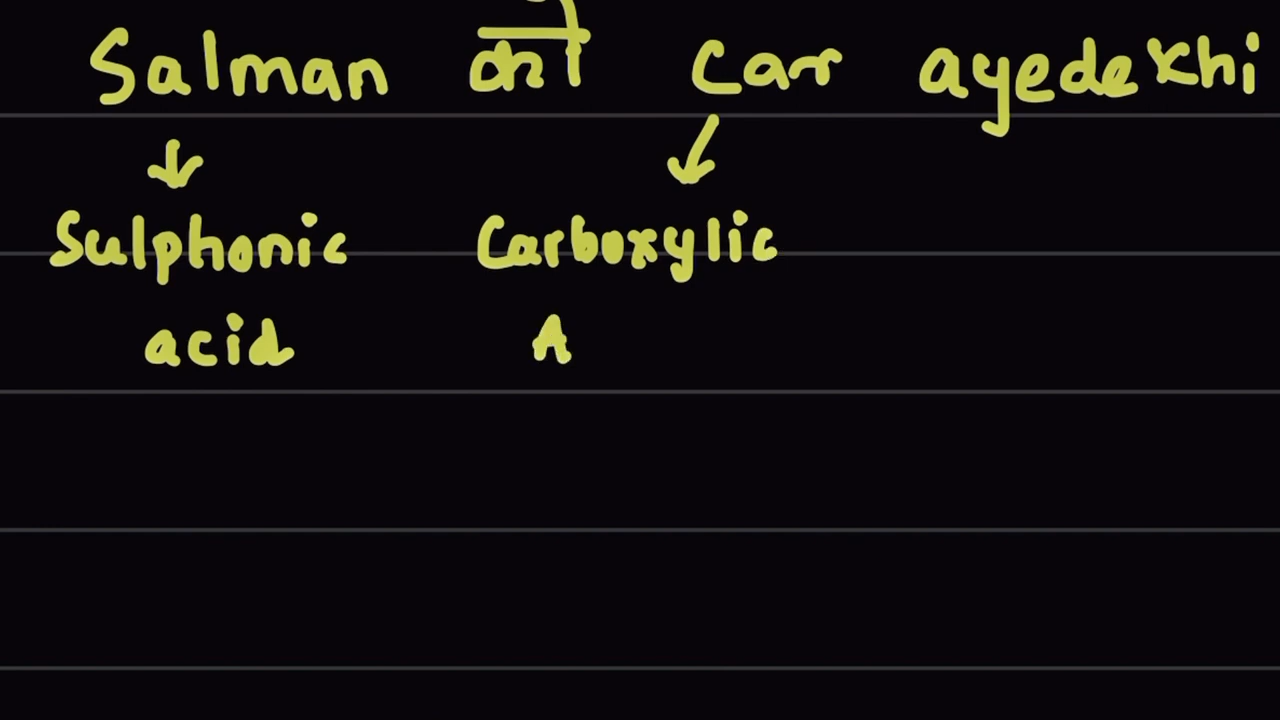 Salman की Car ayedekhi
↓ ↓
Sulphonic Carboxylic
acid A